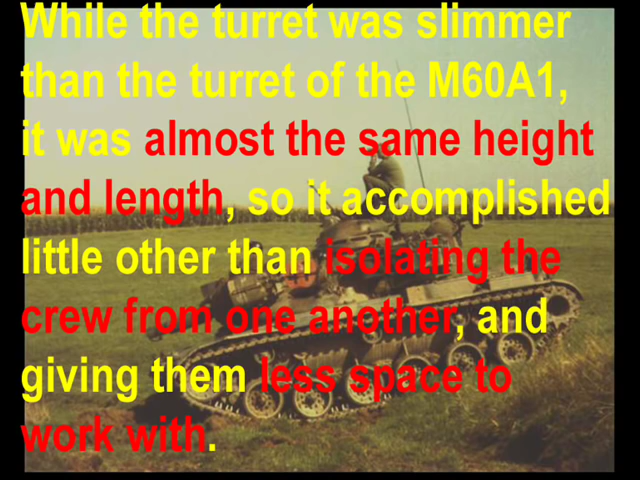 While the turret was slimmer
than the turret of the M60A1,
it was almost the same height
and length, so it accomplished
little other than isolating the
crew from one another, and
giving them less space to
work with.